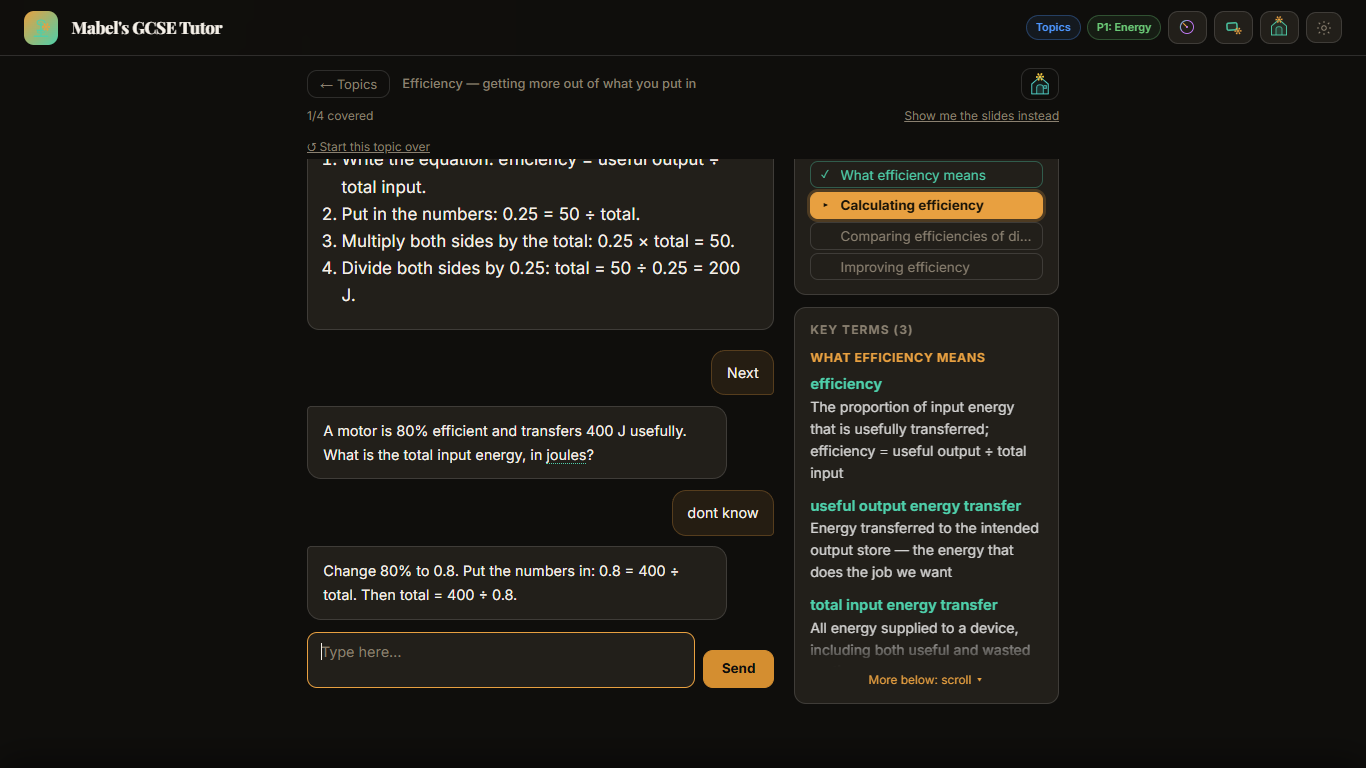 Mabel's GCSE Tutor
Topics
P1: Energy
← Topics
Efficiency — getting more out of what you put in
1/4 covered
Show me the slides instead
↺ Start this topic over
1. Write the equation: efficiency = useful output ÷
total input.
2. Put in the numbers: 0.25 = 50 ÷ total.
3. Multiply both sides by the total: 0.25 × total = 50.
4. Divide both sides by 0.25: total = 50 ÷ 0.25 = 200
J.
Next
A motor is 80% efficient and transfers 400 J usefully.
What is the total input energy, in joules?
dont know
Change 80% to 0.8. Put the numbers in: 0.8 = 400 ÷
total. Then total = 400 ÷ 0.8.
Type here...
Send
✓ What efficiency means
▸ Calculating efficiency
Comparing efficiencies of di...
Improving efficiency
KEY TERMS (3)
WHAT EFFICIENCY MEANS
efficiency
The proportion of input energy
that is usefully transferred;
efficiency = useful output ÷ total
input
useful output energy transfer
Energy transferred to the intended
output store — the energy that
does the job we want
total input energy transfer
All energy supplied to a device,
including both useful and wasted
More below: scroll ▾